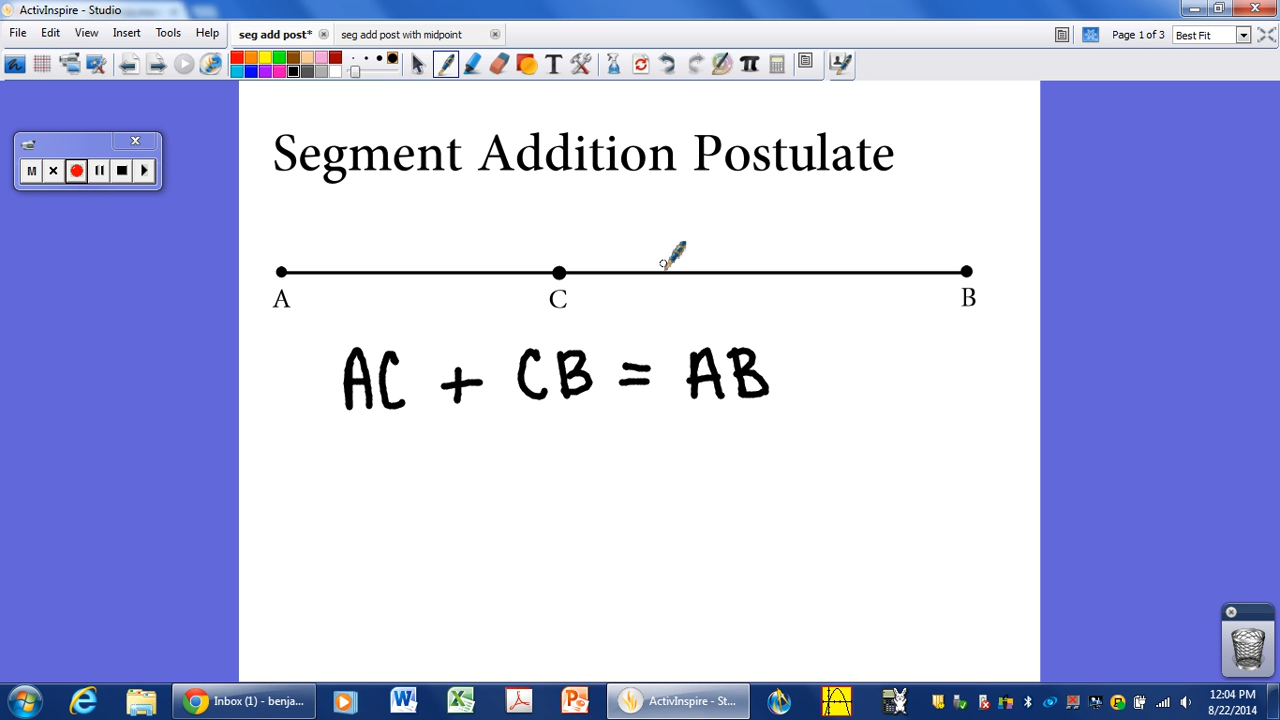 ActivInspire - Studio
File Edit View Insert Tools Help
seg add post*
seg add post with midpoint
Page 1 of 3
Best Fit
M
T
Segment Addition Postulate
A C B
AC + CB = AB
Inbox (1) - benja...
ActivInspire - St...
12:04 PM
8/22/2014